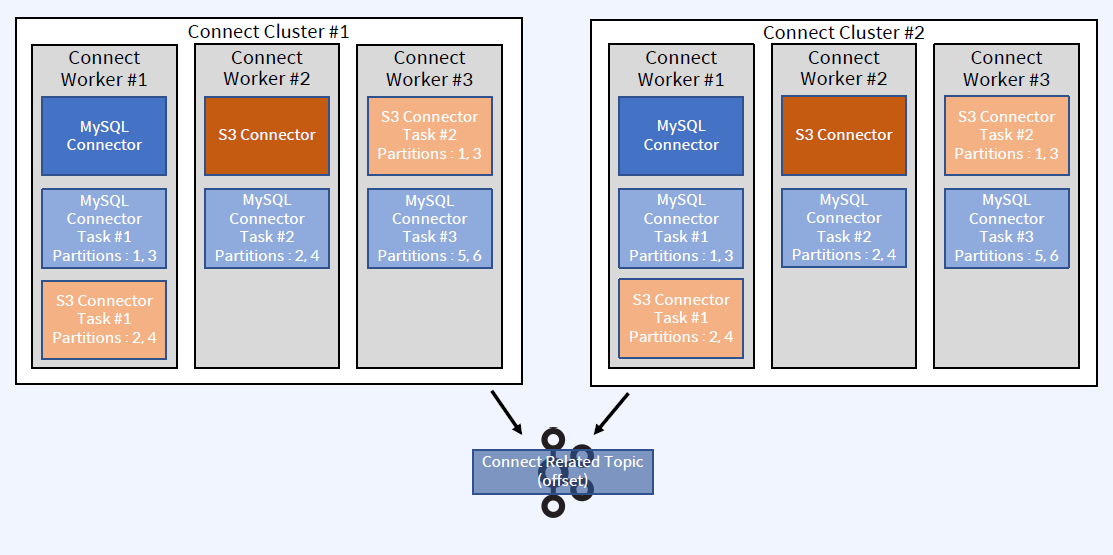 Connect Cluster #1
Connect
Worker #1
MySQL
Connector
MySQL
Connector
Task #1
Partitions : 1, 3
S3 Connector
Task #1
Partitions : 2, 4
Connect
Worker #2
S3 Connector
MySQL
Connector
Task #2
Partitions : 2, 4
Connect
Worker #3
S3 Connector
Task #2
Partitions : 1, 3
MySQL
Connector
Task #3
Partitions : 5, 6
Connect Cluster #2
Connect
Worker #1
MySQL
Connector
MySQL
Connector
Task #1
Partitions : 1, 3
S3 Connector
Task #1
Partitions : 2, 4
Connect
Worker #2
S3 Connector
MySQL
Connector
Task #2
Partitions : 2, 4
Connect
Worker #3
S3 Connector
Task #2
Partitions : 1, 3
MySQL
Connector
Task #3
Partitions : 5, 6
Connect Related Topic
(offset)